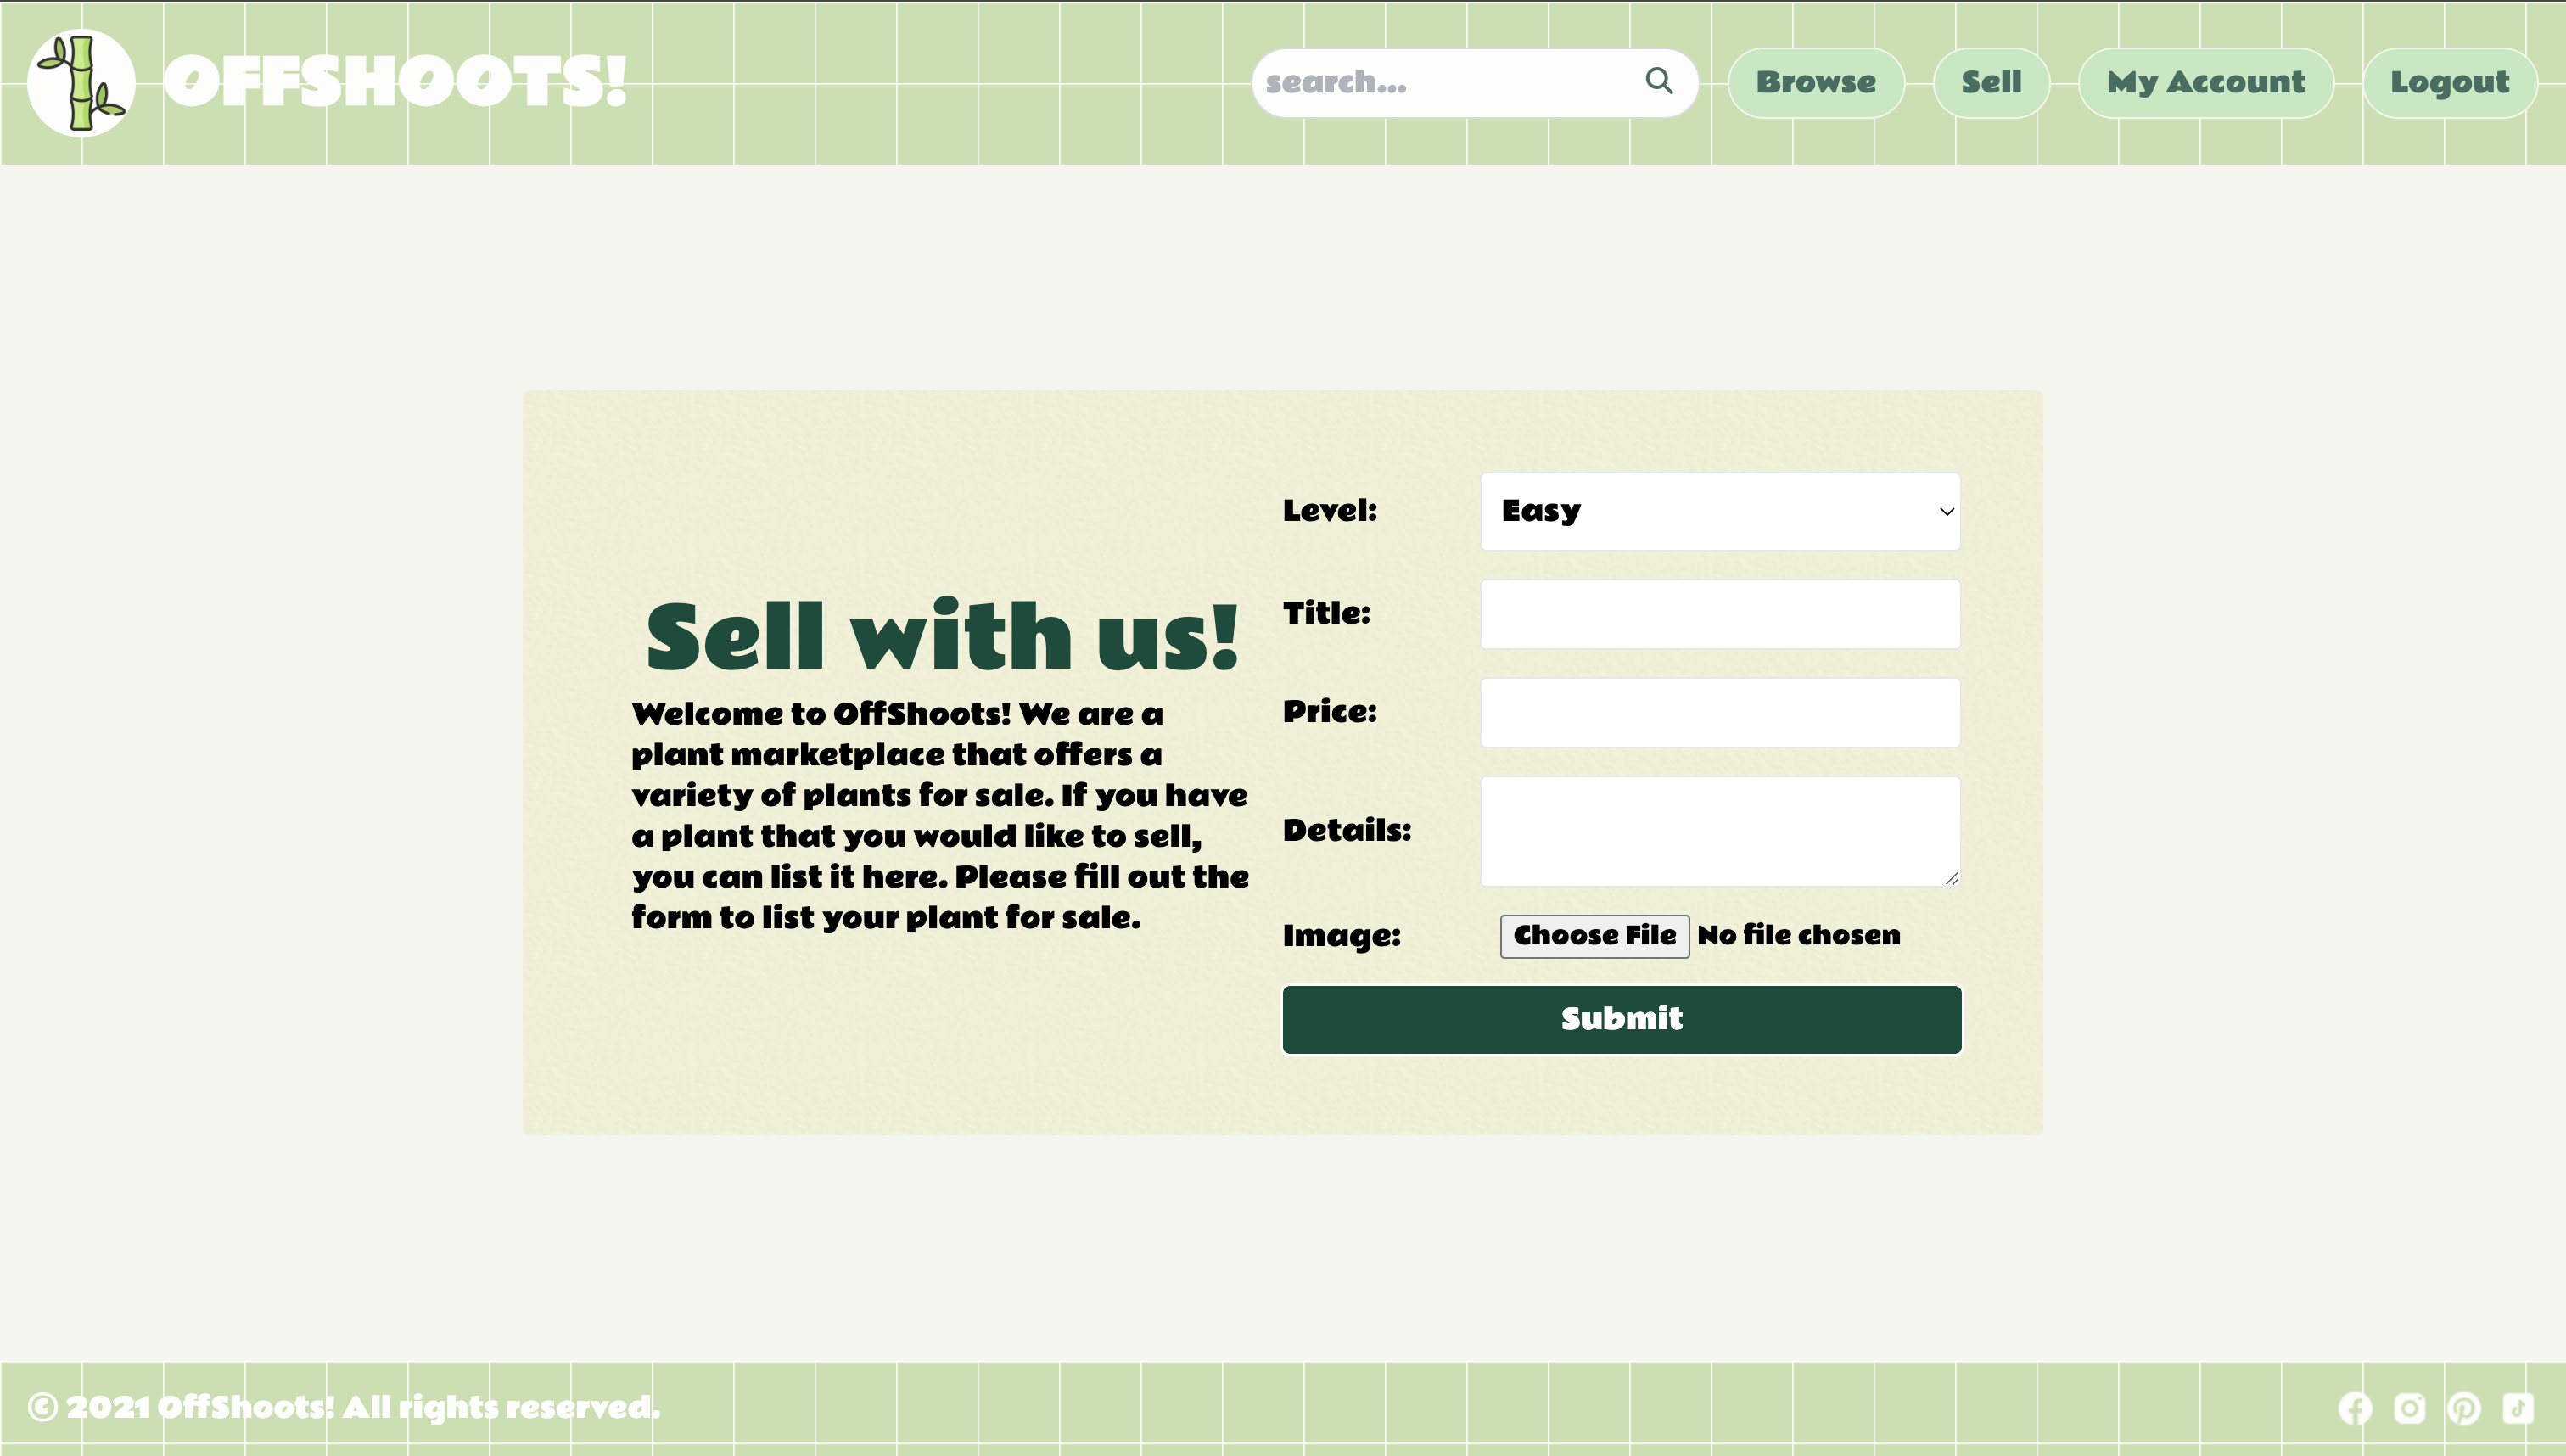 OFFSHOOTS!
search...
Browse
Sell
My Account
Logout
Sell with us!
Welcome to OffShoots! We are a
plant marketplace that offers a
variety of plants for sale. If you have
a plant that you would like to sell,
you can list it here. Please fill out the
form to list your plant for sale.
Level:
Easy
Title:
Price:
Details:
Image:
Choose File No file chosen
Submit
© 2021 OffShoots! All rights reserved.